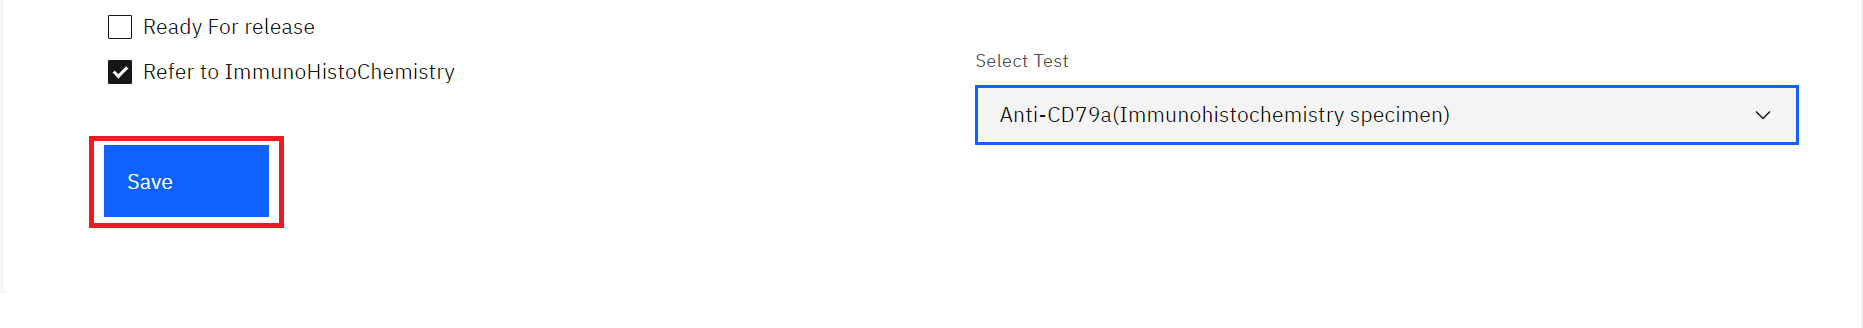 Ready For release
Refer to ImmunoHistoChemistry
Select Test
Anti-CD79a(Immunohistochemistry specimen)
Save